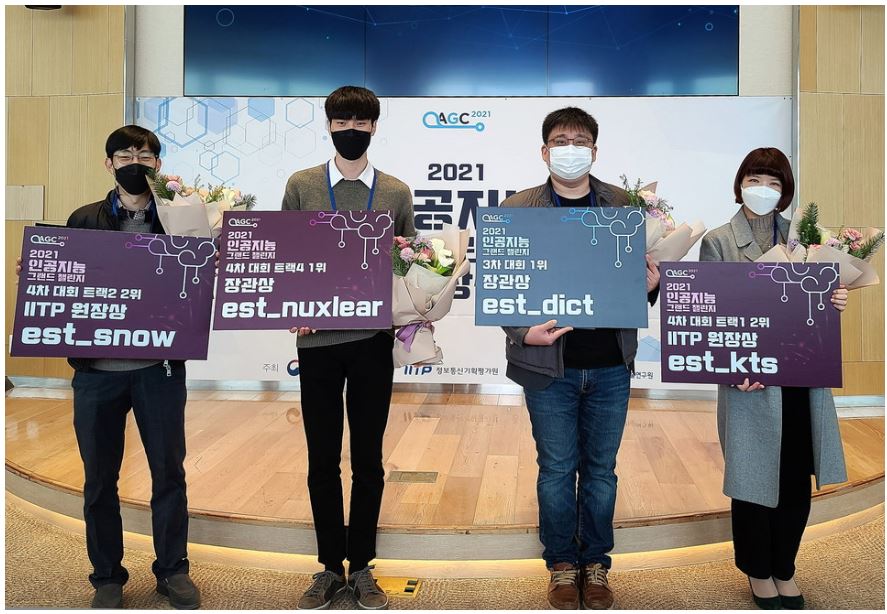 AGC 2021
2021
인공지능
AGC 2021
2021
인공지능
그랜드 챌린지
4차 대회 트랙2 2위
IITP 원장상
est_snow
AGC 2021
2021
인공지능
그랜드 챌린지
4차 대회 트랙4 1위
장관상
est_nuxlear
AGC 2021
2021
인공지능
그랜드 챌린지
3차 대회 1위
장관상
est_dict
AGC 2021
2021
인공지능
그랜드 챌린지
4차 대회 트랙1 2위
IITP 원장상
est_kts
주최
IITP 정보통신기획평가원
연구원